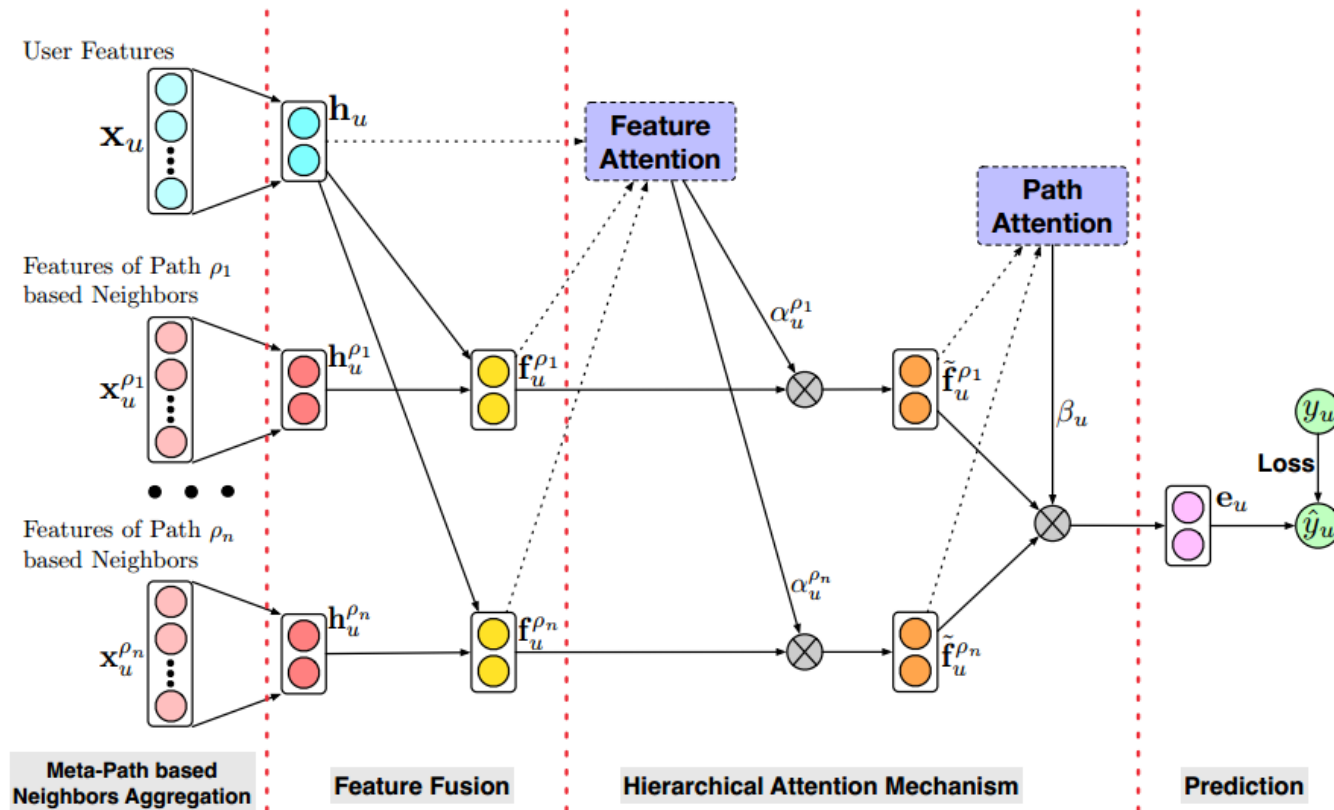 User Features
𝐱_u
𝐡_u
Feature
Attention
Path
Attention
Features of Path ρ_1
based Neighbors
𝐱_u^{ρ_1}
𝐡_u^{ρ_1}
𝐟_u^{ρ_1}
α_u^{ρ_1}
𝐟̃_u^{ρ_1}
β_u
y_u
Loss
𝐞_u
ŷ_u
Features of Path ρ_n
based Neighbors
𝐱_u^{ρ_n}
𝐡_u^{ρ_n}
𝐟_u^{ρ_n}
α_u^{ρ_n}
𝐟̃_u^{ρ_n}
Meta-Path based
Neighbors Aggregation
Feature Fusion
Hierarchical Attention Mechanism
Prediction